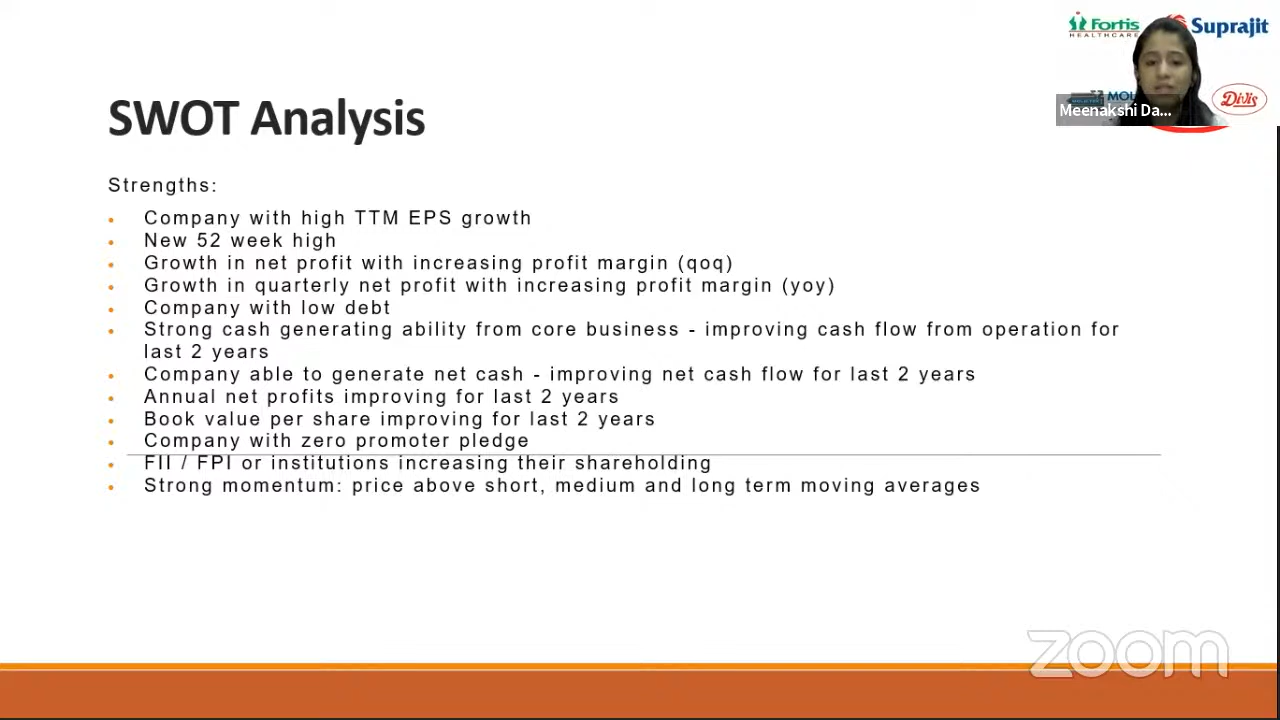 Fortis
HEALTHCARE
Suprajit
MOL
Divis
Meenakshi Da...
SWOT Analysis
Strengths:
Company with high TTM EPS growth
New 52 week high
Growth in net profit with increasing profit margin (qoq)
Growth in quarterly net profit with increasing profit margin (yoy)
Company with low debt
Strong cash generating ability from core business - improving cash flow from operation for
last 2 years
Company able to generate net cash - improving net cash flow for last 2 years
Annual net profits improving for last 2 years
Book value per share improving for last 2 years
Company with zero promoter pledge
FII / FPI or institutions increasing their shareholding
Strong momentum: price above short, medium and long term moving averages
zoom